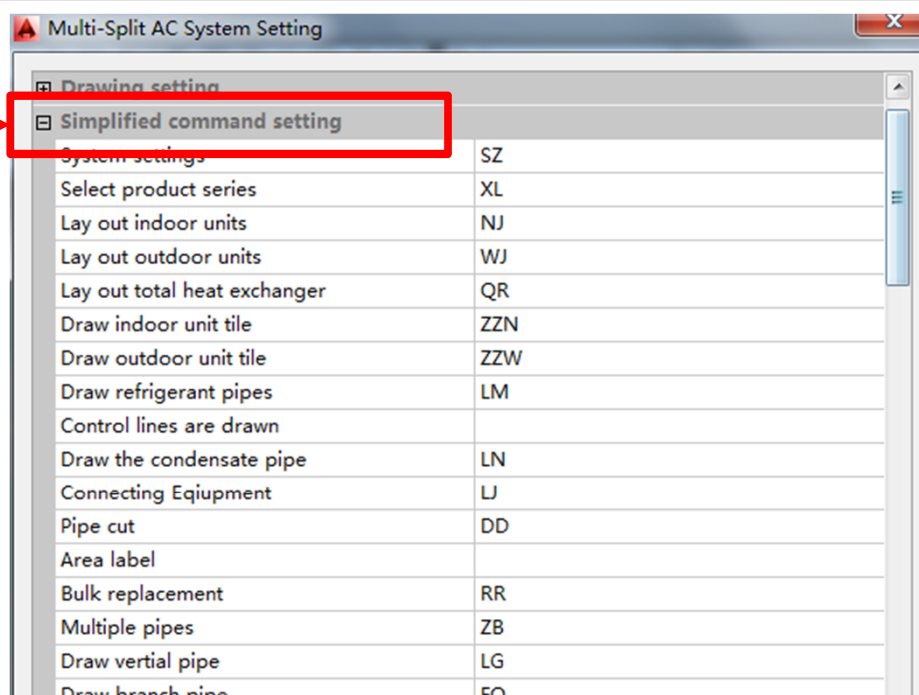 Multi-Split AC System Setting
Drawing setting
Simplified command setting
System settings SZ
Select product series XL
Lay out indoor units NJ
Lay out outdoor units WJ
Lay out total heat exchanger QR
Draw indoor unit tile ZZN
Draw outdoor unit tile ZZW
Draw refrigerant pipes LM
Control lines are drawn
Draw the condensate pipe LN
Connecting Eqiupment LJ
Pipe cut DD
Area label
Bulk replacement RR
Multiple pipes ZB
Draw vertial pipe LG
Draw branch pipe